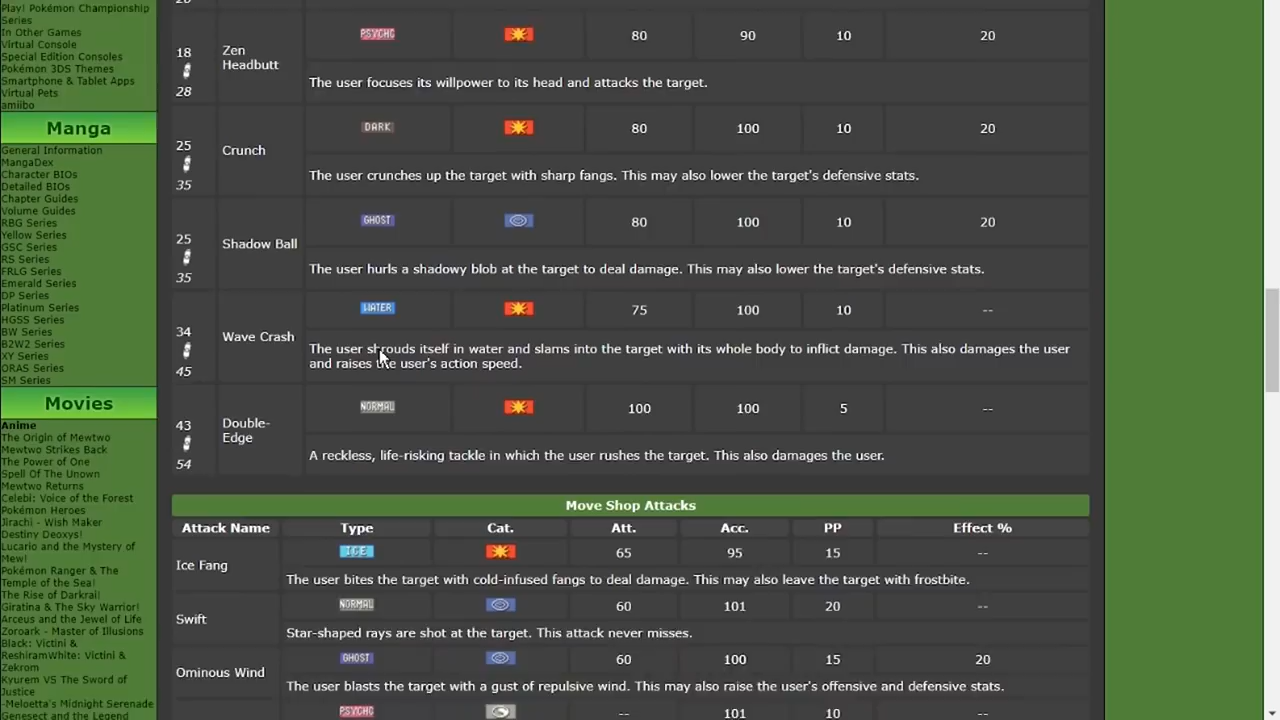 Play! Pokémon Championship
Series
In Other Games
Virtual Console
Special Edition Consoles
Pokémon 3DS Themes
Smartphone & Tablet Apps
Virtual Pets
amiibo
Manga
General Information
MangaDex
Character BIOs
Detailed BIOs
Chapter Guides
Volume Guides
RBG Series
Yellow Series
GSC Series
RS Series
FRLG Series
Emerald Series
DP Series
Platinum Series
HGSS Series
BW Series
B2W2 Series
XY Series
ORAS Series
SM Series
Movies
Anime
The Origin of Mewtwo
Mewtwo Strikes Back
The Power of One
Spell Of The Unown
Mewtwo Returns
Celebi: Voice of the Forest
Pokémon Heroes
Jirachi - Wish Maker
Destiny Deoxys!
Lucario and the Mystery of
Mew!
Pokémon Ranger & The
Temple of the Sea!
The Rise of Darkrai!
Giratina & The Sky Warrior!
Arceus and the Jewel of Life
Zoroark - Master of Illusions
Black: Victini &
ReshiramWhite: Victini &
Zekrom
Kyurem VS The Sword of
Justice
-Meloetta's Midnight Serenade
Genesect and the Legend
18 28 Zen Headbutt PSYCHC 80 90 10 20
The user focuses its willpower to its head and attacks the target.
25 35 Crunch DARK 80 100 10 20
The user crunches up the target with sharp fangs. This may also lower the target's defensive stats.
25 35 Shadow Ball GHOST 80 100 10 20
The user hurls a shadowy blob at the target to deal damage. This may also lower the target's defensive stats.
34 45 Wave Crash WATER 75 100 10 --
The user shrouds itself in water and slams into the target with its whole body to inflict damage. This also damages the user
and raises the user's action speed.
43 54 Double-Edge NORMAL 100 100 5 --
A reckless, life-risking tackle in which the user rushes the target. This also damages the user.
Move Shop Attacks
Attack Name Type Cat. Att. Acc. PP Effect %
Ice Fang ICE 65 95 15 --
The user bites the target with cold-infused fangs to deal damage. This may also leave the target with frostbite.
Swift NORMAL 60 101 20 --
Star-shaped rays are shot at the target. This attack never misses.
Ominous Wind GHOST 60 100 15 20
The user blasts the target with a gust of repulsive wind. This may also raise the user's offensive and defensive stats.
PSYCHC -- 101 10 --